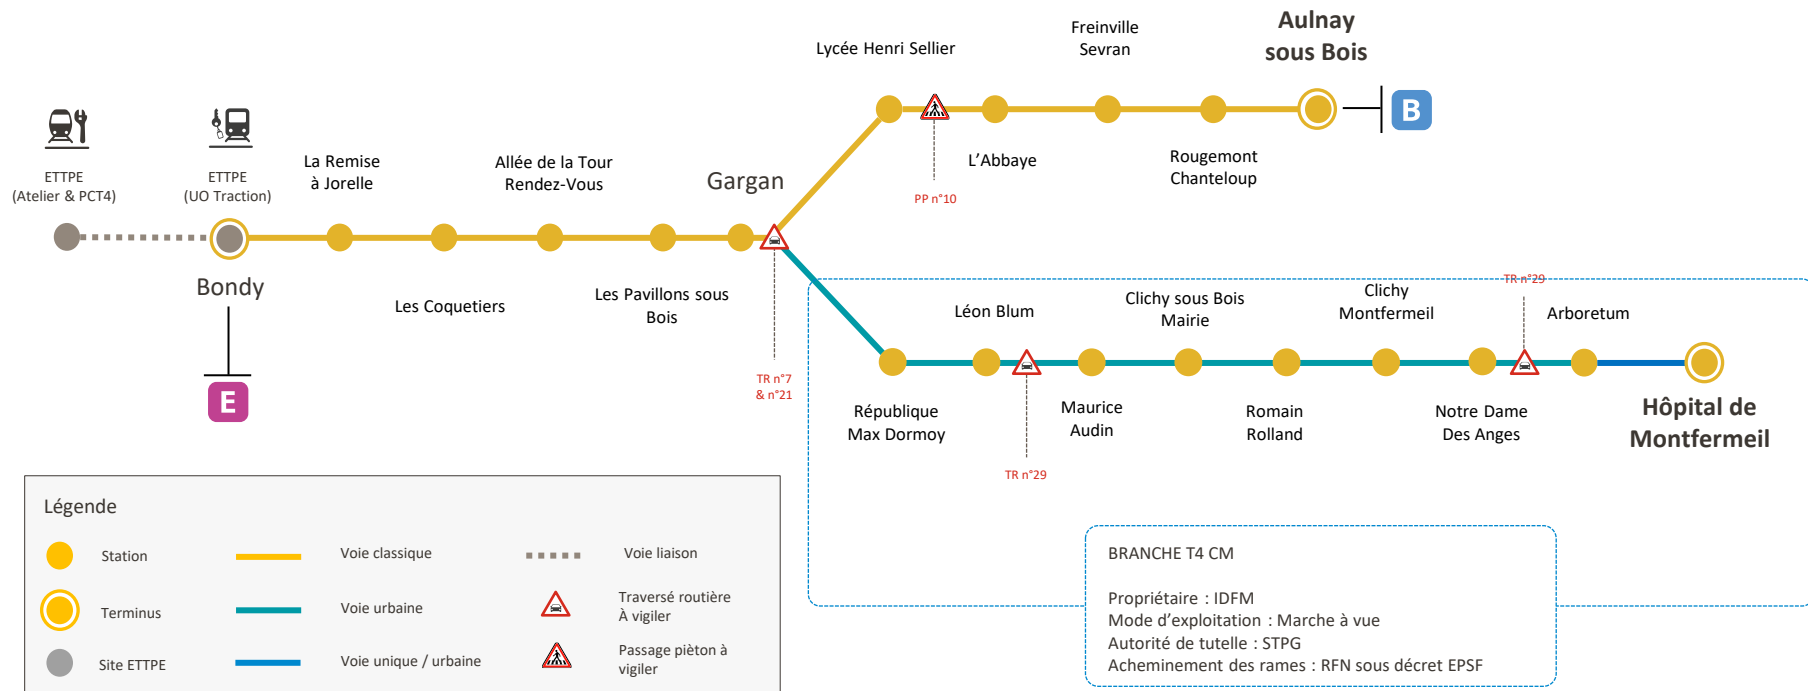 Aulnay
sous Bois
Freinville
Sevran
Lycée Henri Sellier
B
L'Abbaye
Rougemont
Chanteloup
PP n°10
ETTPE
(Atelier & PCT4)
ETTPE
(UO Traction)
La Remise
à Jorelle
Allée de la Tour
Rendez-Vous
Gargan
Bondy
Les Coquetiers
Les Pavillons sous
Bois
E
TR n°7
& n°21
Léon Blum
Clichy sous Bois
Mairie
Clichy
Montfermeil
TR n°29
Arboretum
République
Max Dormoy
Maurice
Audin
Romain
Rolland
Notre Dame
Des Anges
Hôpital de
Montfermeil
TR n°29
Légende
Station
Voie classique
Voie liaison
Terminus
Voie urbaine
Traversé routière
À vigiler
Site ETTPE
Voie unique / urbaine
Passage pièton à
vigiler
BRANCHE T4 CM
Propriétaire : IDFM
Mode d'exploitation : Marche à vue
Autorité de tutelle : STPG
Acheminement des rames : RFN sous décret EPSF